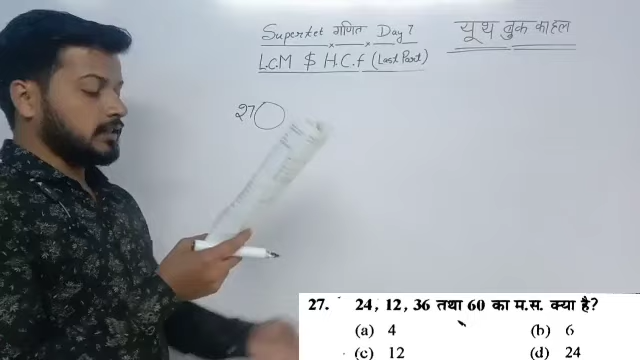 Supertet गणित Day 7
L.C.M $ H.C.f (Last Part)
यूथ बुक का हल
27
27. 24, 12, 36 तथा 60 का म.स. क्या है?
(a) 4 (b) 6
(c) 12 (d) 24